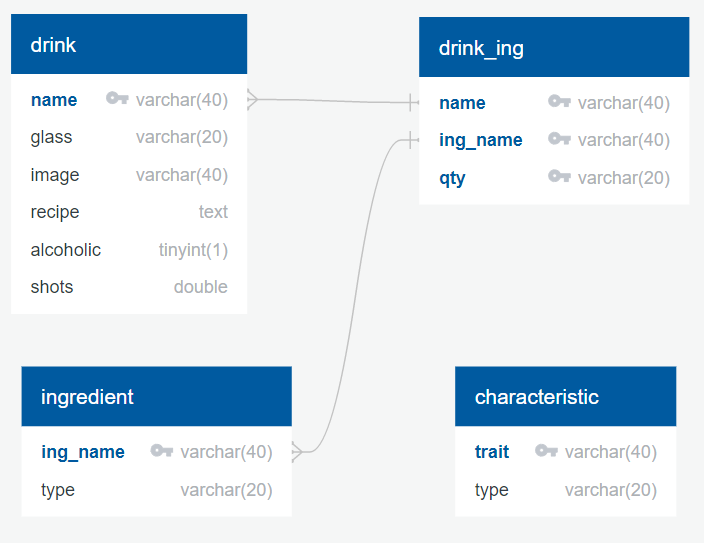 drink
name varchar(40)
glass varchar(20)
image varchar(40)
recipe text
alcoholic tinyint(1)
shots double
drink_ing
name varchar(40)
ing_name varchar(40)
qty varchar(20)
ingredient
ing_name varchar(40)
type varchar(20)
characteristic
trait varchar(40)
type varchar(20)